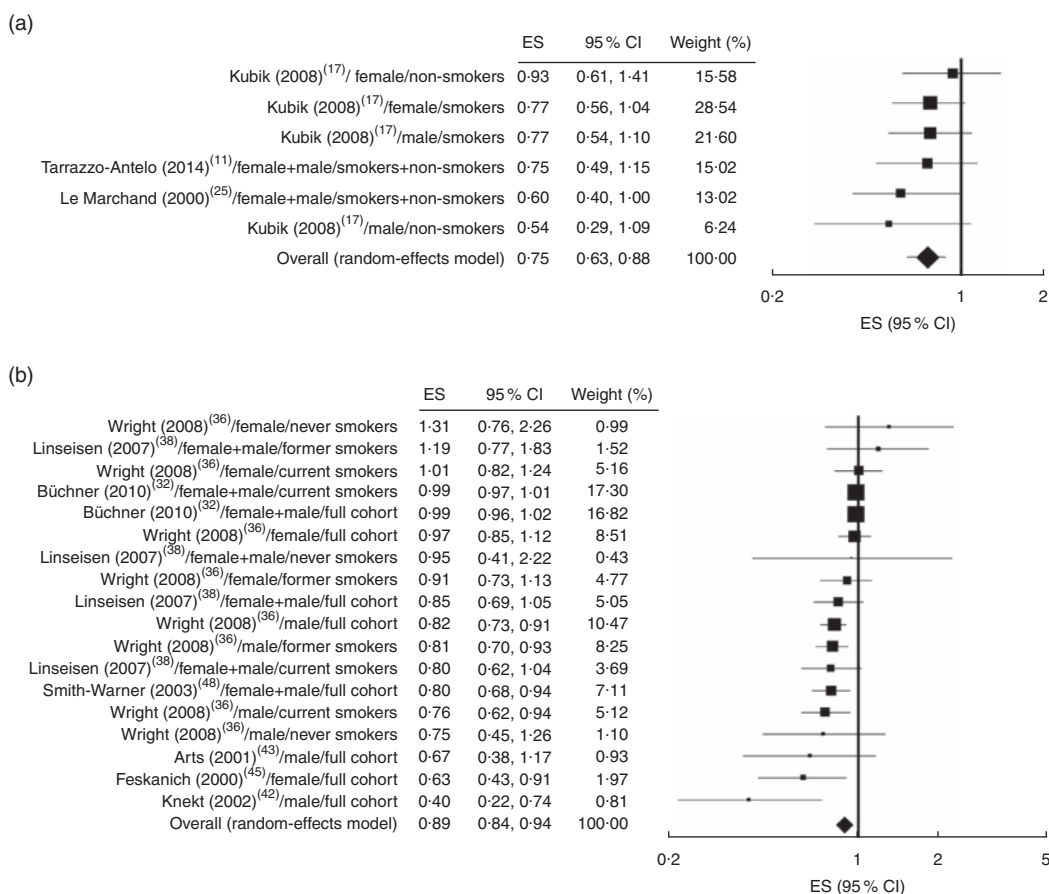 (a)
ES 95 % CI Weight (%)
Kubik (2008)(17)/ female/non-smokers 0·93 0·61, 1·41 15·58
Kubik (2008)(17)/female/smokers 0·77 0·56, 1·04 28·54
Kubik (2008)(17)/male/smokers 0·77 0·54, 1·10 21·60
Tarrazzo-Antelo (2014)(11)/female+male/smokers+non-smokers 0·75 0·49, 1·15 15·02
Le Marchand (2000)(25)/female+male/smokers+non-smokers 0·60 0·40, 1·00 13·02
Kubik (2008)(17)/male/non-smokers 0·54 0·29, 1·09 6·24
Overall (random-effects model) 0·75 0·63, 0·88 100·00
0·2 1 2
ES (95 % CI)
(b)
ES 95 % CI Weight (%)
Wright (2008)(36)/female/never smokers 1·31 0·76, 2·26 0·99
Linseisen (2007)(38)/female+male/former smokers 1·19 0·77, 1·83 1·52
Wright (2008)(36)/female/current smokers 1·01 0·82, 1·24 5·16
Büchner (2010)(32)/female+male/current smokers 0·99 0·97, 1·01 17·30
Büchner (2010)(32)/female+male/full cohort 0·99 0·96, 1·02 16·82
Wright (2008)(36)/female/full cohort 0·97 0·85, 1·12 8·51
Linseisen (2007)(38)/female+male/never smokers 0·95 0·41, 2·22 0·43
Wright (2008)(36)/female/former smokers 0·91 0·73, 1·13 4·77
Linseisen (2007)(38)/female+male/full cohort 0·85 0·69, 1·05 5·05
Wright (2008)(36)/male/full cohort 0·82 0·73, 0·91 10·47
Wright (2008)(36)/male/former smokers 0·81 0·70, 0·93 8·25
Linseisen (2007)(38)/female+male/current smokers 0·80 0·62, 1·04 3·69
Smith-Warner (2003)(48)/female+male/full cohort 0·80 0·68, 0·94 7·11
Wright (2008)(36)/male/current smokers 0·76 0·62, 0·94 5·12
Wright (2008)(36)/male/never smokers 0·75 0·45, 1·26 1·10
Arts (2001)(43)/male/full cohort 0·67 0·38, 1·17 0·93
Feskanich (2000)(45)/female/full cohort 0·63 0·43, 0·91 1·97
Knekt (2002)(42)/male/full cohort 0·40 0·22, 0·74 0·81
Overall (random-effects model) 0·89 0·84, 0·94 100·00
0·2 1 2 5
ES (95 % CI)